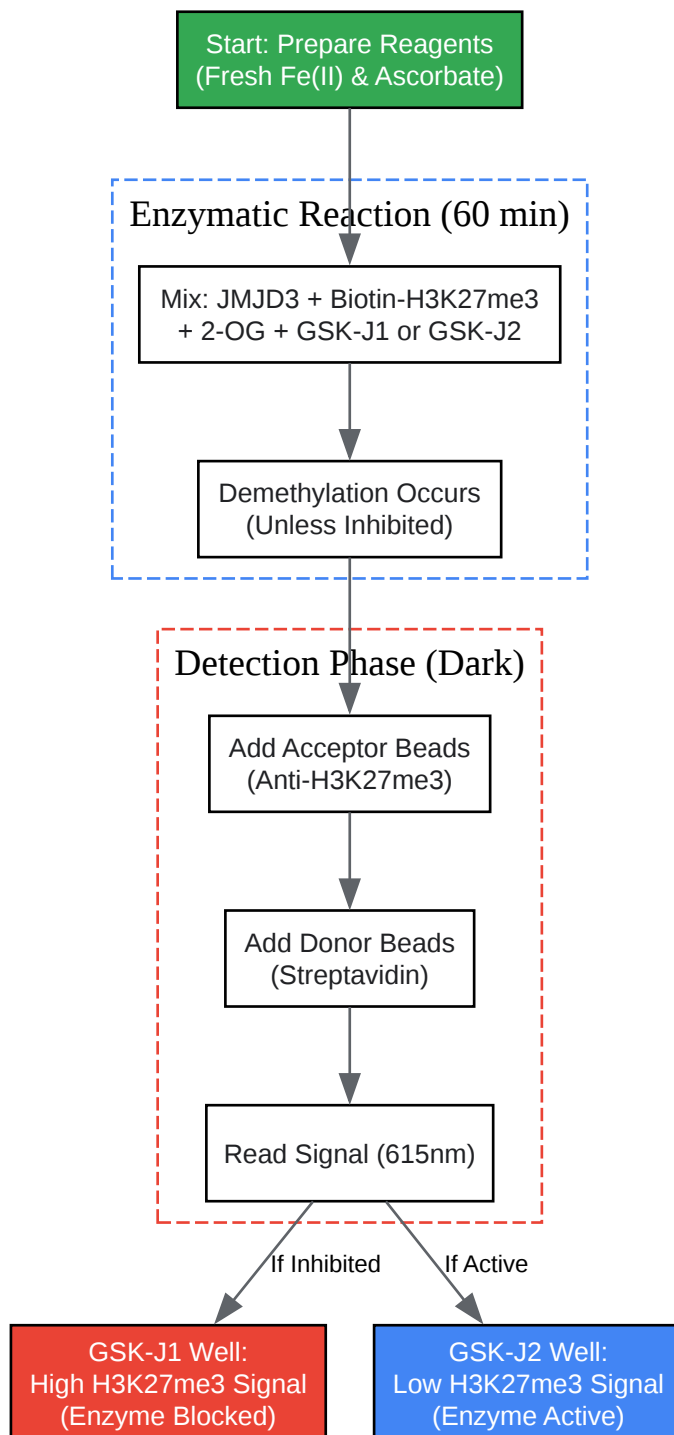 Start: Prepare Reagents
(Fresh Fe(II) & Ascorbate)
Enzymatic Reaction (60 min)
Mix: JMJD3 + Biotin-H3K27me3
+ 2-OG + GSK-J1 or GSK-J2
Demethylation Occurs
(Unless Inhibited)
Detection Phase (Dark)
Add Acceptor Beads
(Anti-H3K27me3)
Add Donor Beads
(Streptavidin)
Read Signal (615nm)
If Inhibited
If Active
GSK-J1 Well:
High H3K27me3 Signal
(Enzyme Blocked)
GSK-J2 Well:
Low H3K27me3 Signal
(Enzyme Active)